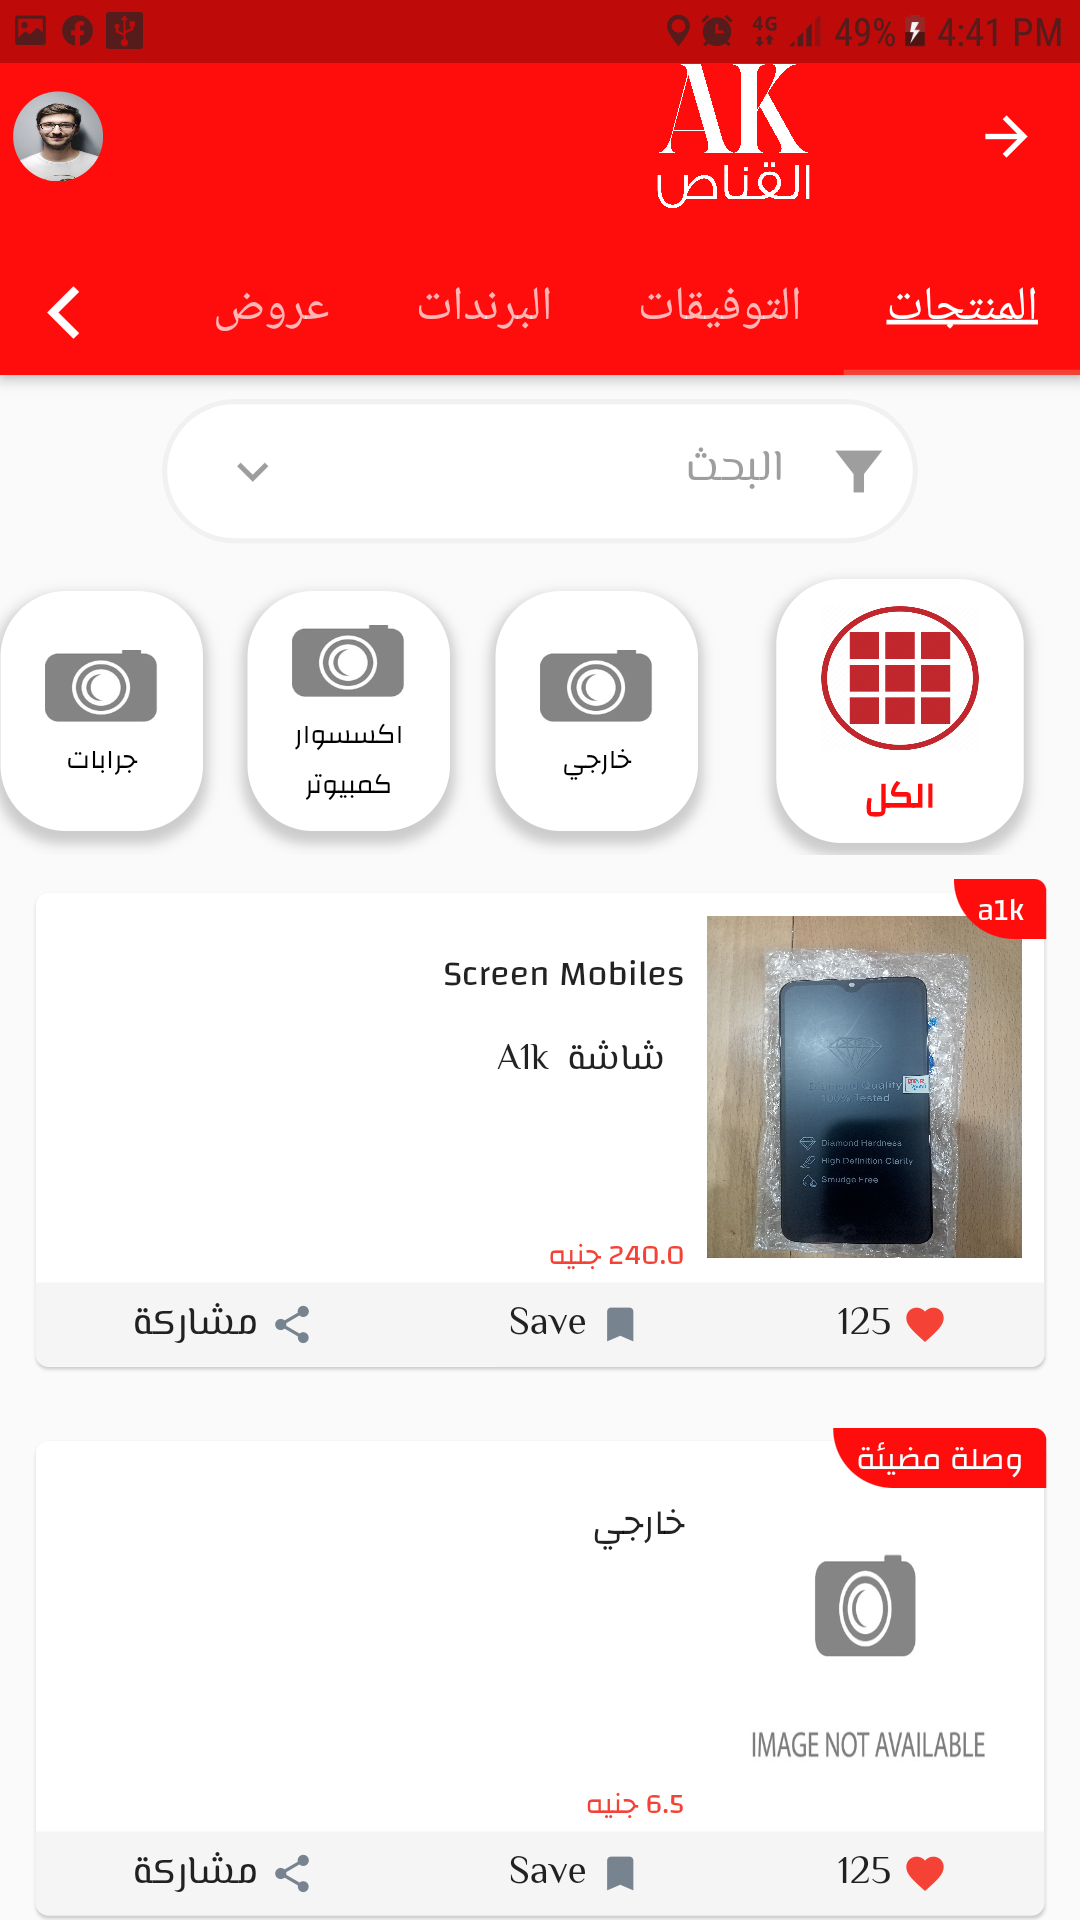 4G 49% 4:41 PM
AK
القناص
المنتجات التوفيقات البرندات عروض
البحث
الكل
خارجي
اكسسوار
كمبيوتر
جرابات
a1k
Screen Mobiles
شاشة A1k
Diamond Quality
100% Tested
Diamond Hardness
High Definition Clarity
Smudge Free
240.0 جنيه
125 Save مشاركة
وصلة مضيئة
خارجي
IMAGE NOT AVAILABLE
6.5 جنيه
125 Save مشاركة